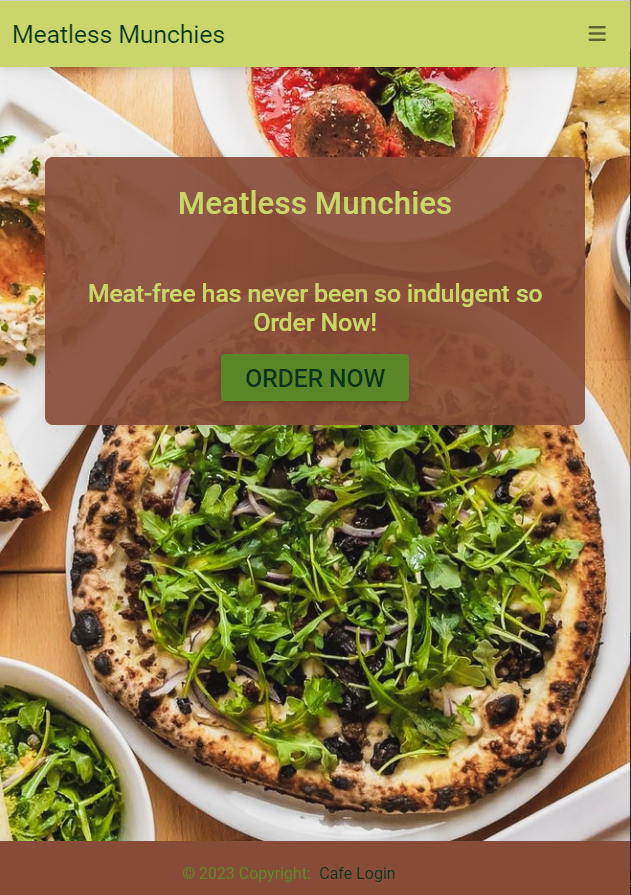 Meatless Munchies
Meatless Munchies
Meat-free has never been so indulgent so
Order Now!
ORDER NOW
© 2023 Copyright: Cafe Login